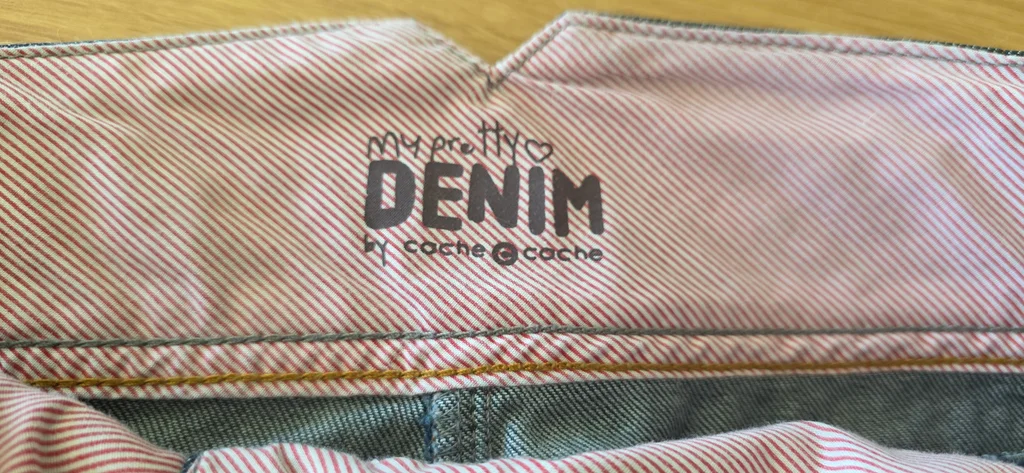 my pretty♡
DENiM
by cache C cache